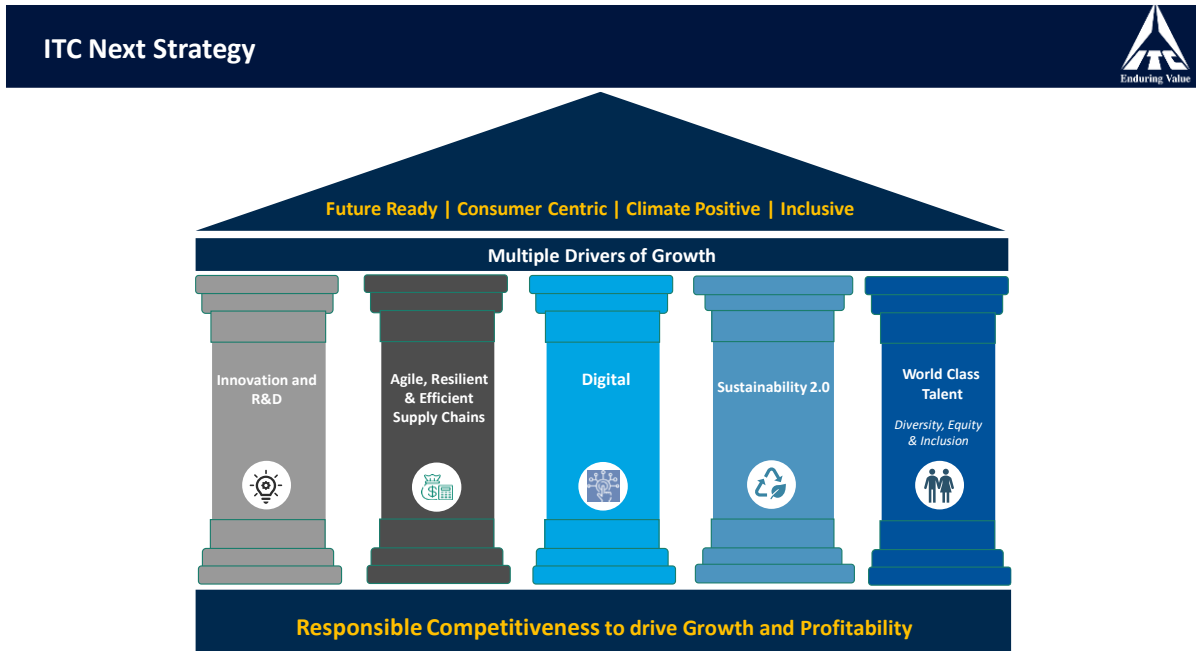 ITC Next Strategy
ITC
Enduring Value
Future Ready | Consumer Centric | Climate Positive | Inclusive
Multiple Drivers of Growth
Innovation and
R&D
Agile, Resilient
& Efficient
Supply Chains
Digital
Sustainability 2.0
World Class
Talent
Diversity, Equity
& Inclusion
Responsible Competitiveness to drive Growth and Profitability